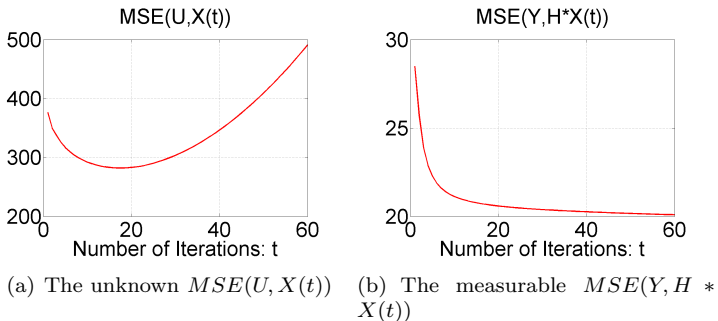 MSE(U,X(t))
500
400
300
200
0
20
40
60
Number of Iterations: t
(a) The unknown MSE(U, X(t))
MSE(Y,H*X(t))
30
25
20
0
20
40
60
Number of Iterations: t
(b) The measurable MSE(Y, H ∗
X(t))